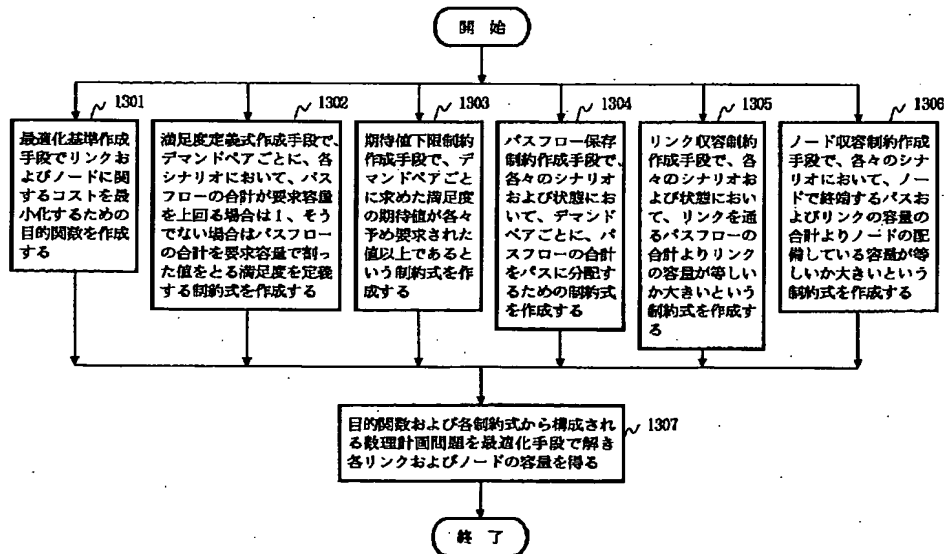 開 始
1301
最適化基準作成
手段でリンクお
よびノードに関
するコストを最
小化するための
目的関数を作成
する
1302
満足度定義式作成手段で、
デマンドペアごとに、各
シナリオにおいて、パス
フローの合計が要求容量
を上回る場合は1、そう
でない場合はパスフロー
の合計を要求容量で割っ
た値をとる満足度を定義
する制約式を作成する
1303
期待値下限制約
作成手段で、デ
マンドペアごと
に求めた満足度
の期待値が各々
予め要求された
値以上であると
いう制約式を作
成する
1304
パスフロー保存
制約作成手段で、
各々のシナリオ
および状態にお
いて、デマンド
ペアごとに、パ
スフローの合計
をパスに分配す
るための制約式
を作成する
1305
リンク収容制約
作成手段で、各
々のシナリオお
よび状態におい
て、リンクを通
るパスフローの
合計よりリンク
の容量が等しい
か大きいという
制約式を作成す
る
1306
ノード収容制約作成
手段で、各々のシナ
リオにおいて、ノー
ドで終端するパスお
よびリンクの容量の
合計よりノードの配
備している容量が等
しいか大きいという
制約式を作成する
目的関数および各制約式から構成され
る数理計画問題を最適化手段で解き
各リンクおよびノードの容量を得る
1307
終 了